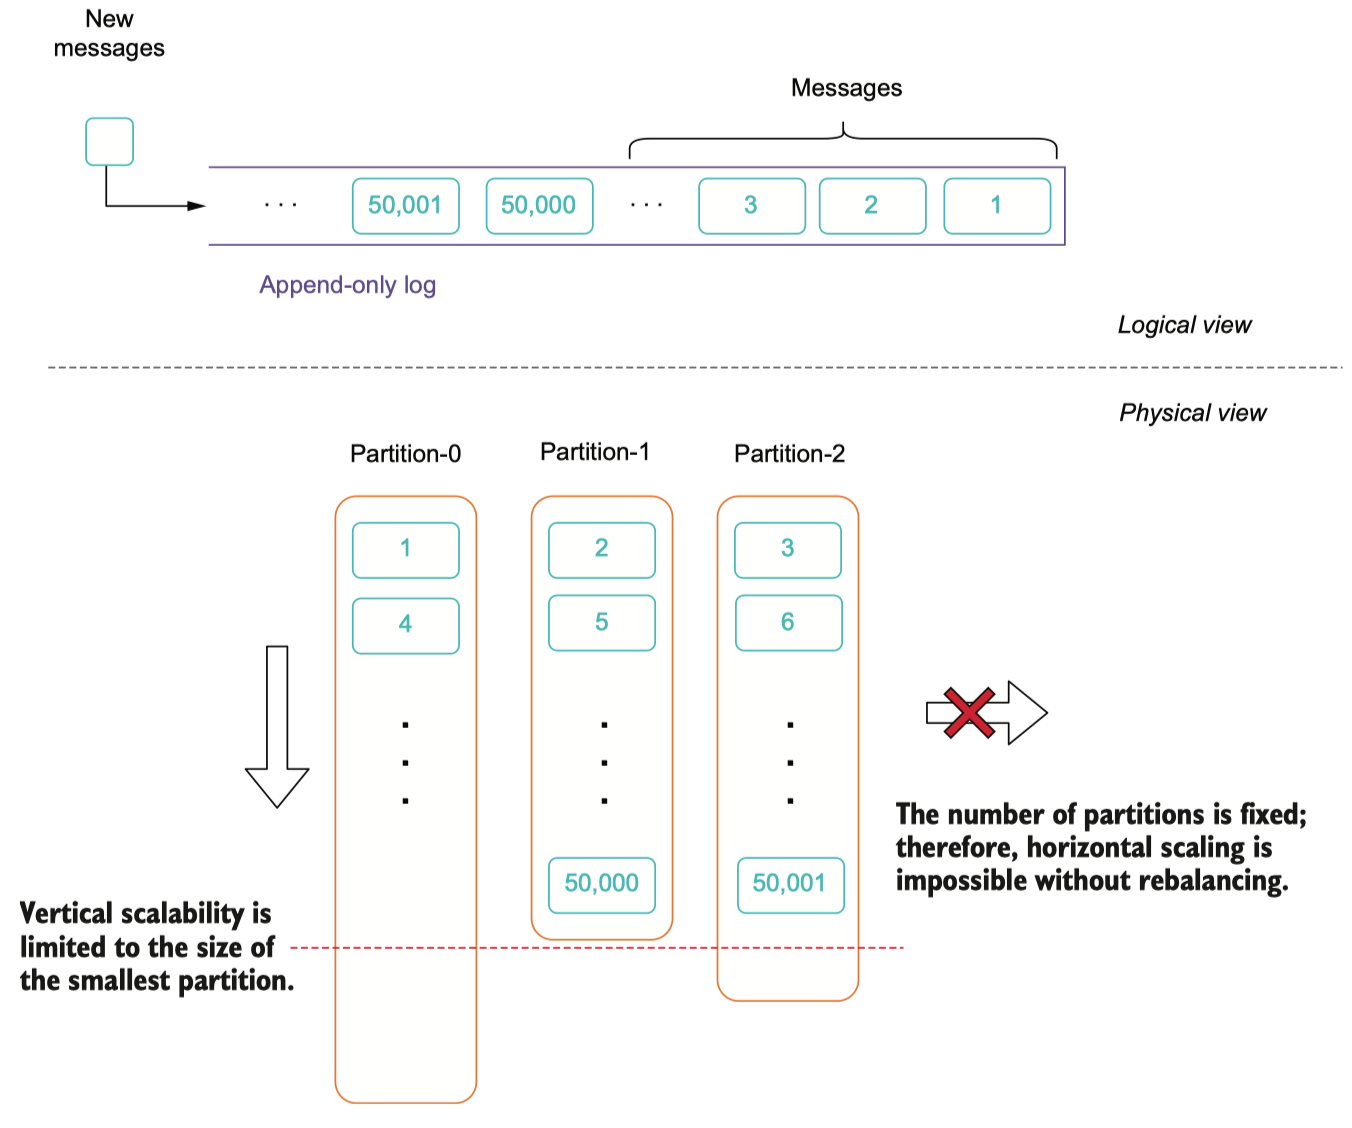 New
messages
Messages
. . . 50,001 50,000 . . . 3 2 1
Append-only log
Logical view
Physical view
Partition-0 Partition-1 Partition-2
1 2 3
4 5 6
The number of partitions is fixed;
therefore, horizontal scaling is
impossible without rebalancing.
50,000 50,001
Vertical scalability is
limited to the size of
the smallest partition.